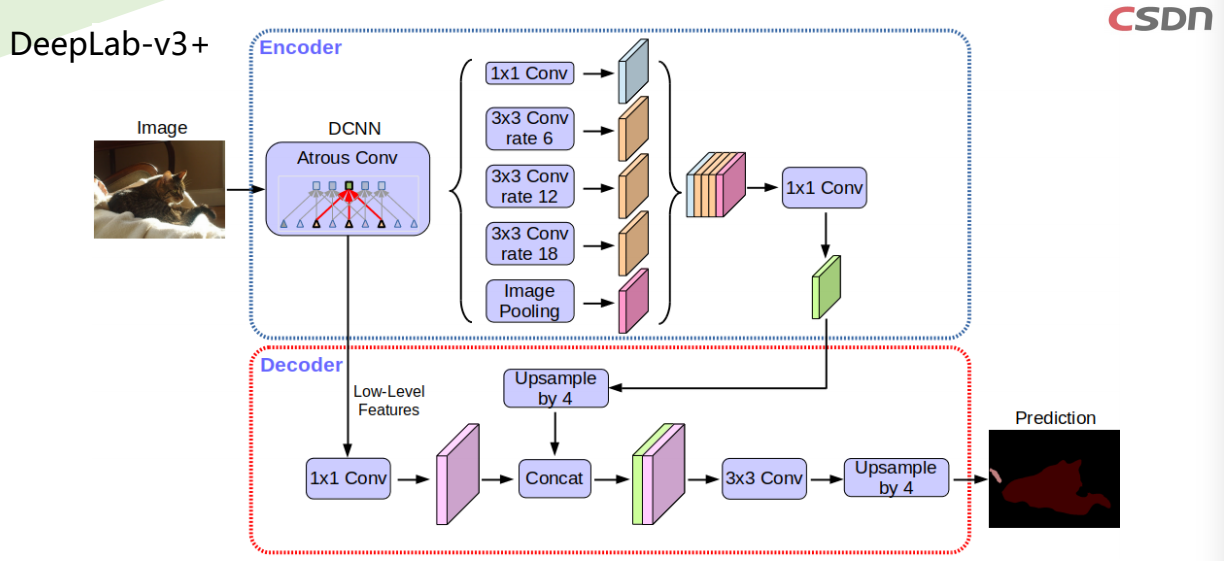 DeepLab-v3+
CSDN
Encoder
Image
DCNN
Atrous Conv
1x1 Conv
3x3 Conv
rate 6
3x3 Conv
rate 12
3x3 Conv
rate 18
Image
Pooling
1x1 Conv
Decoder
Low-Level
Features
Upsample
by 4
1x1 Conv
Concat
3x3 Conv
Upsample
by 4
Prediction